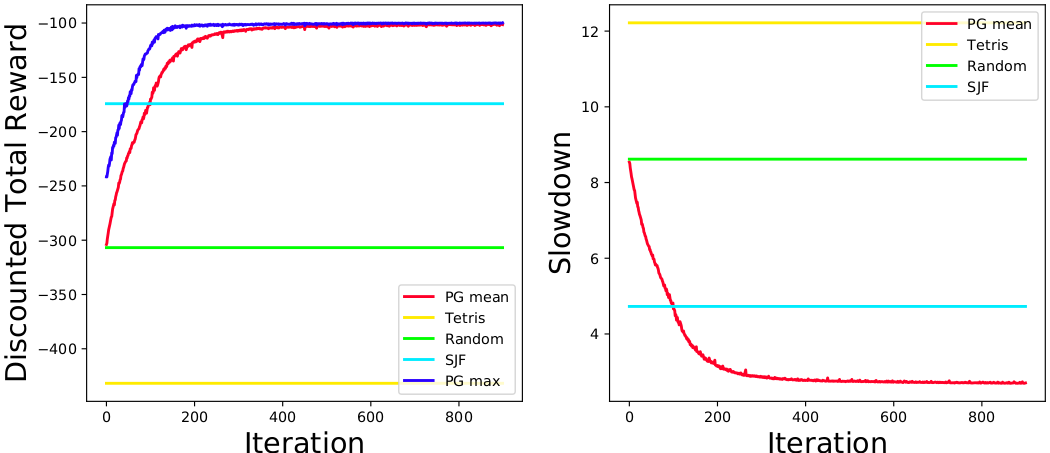 Discounted Total Reward
−100
−150
−200
−250
−300
−350
−400
0
200
400
600
800
Iteration
PG mean
Tetris
Random
SJF
PG max
Slowdown
12
10
8
6
4
0
200
400
600
800
Iteration
PG mean
Tetris
Random
SJF